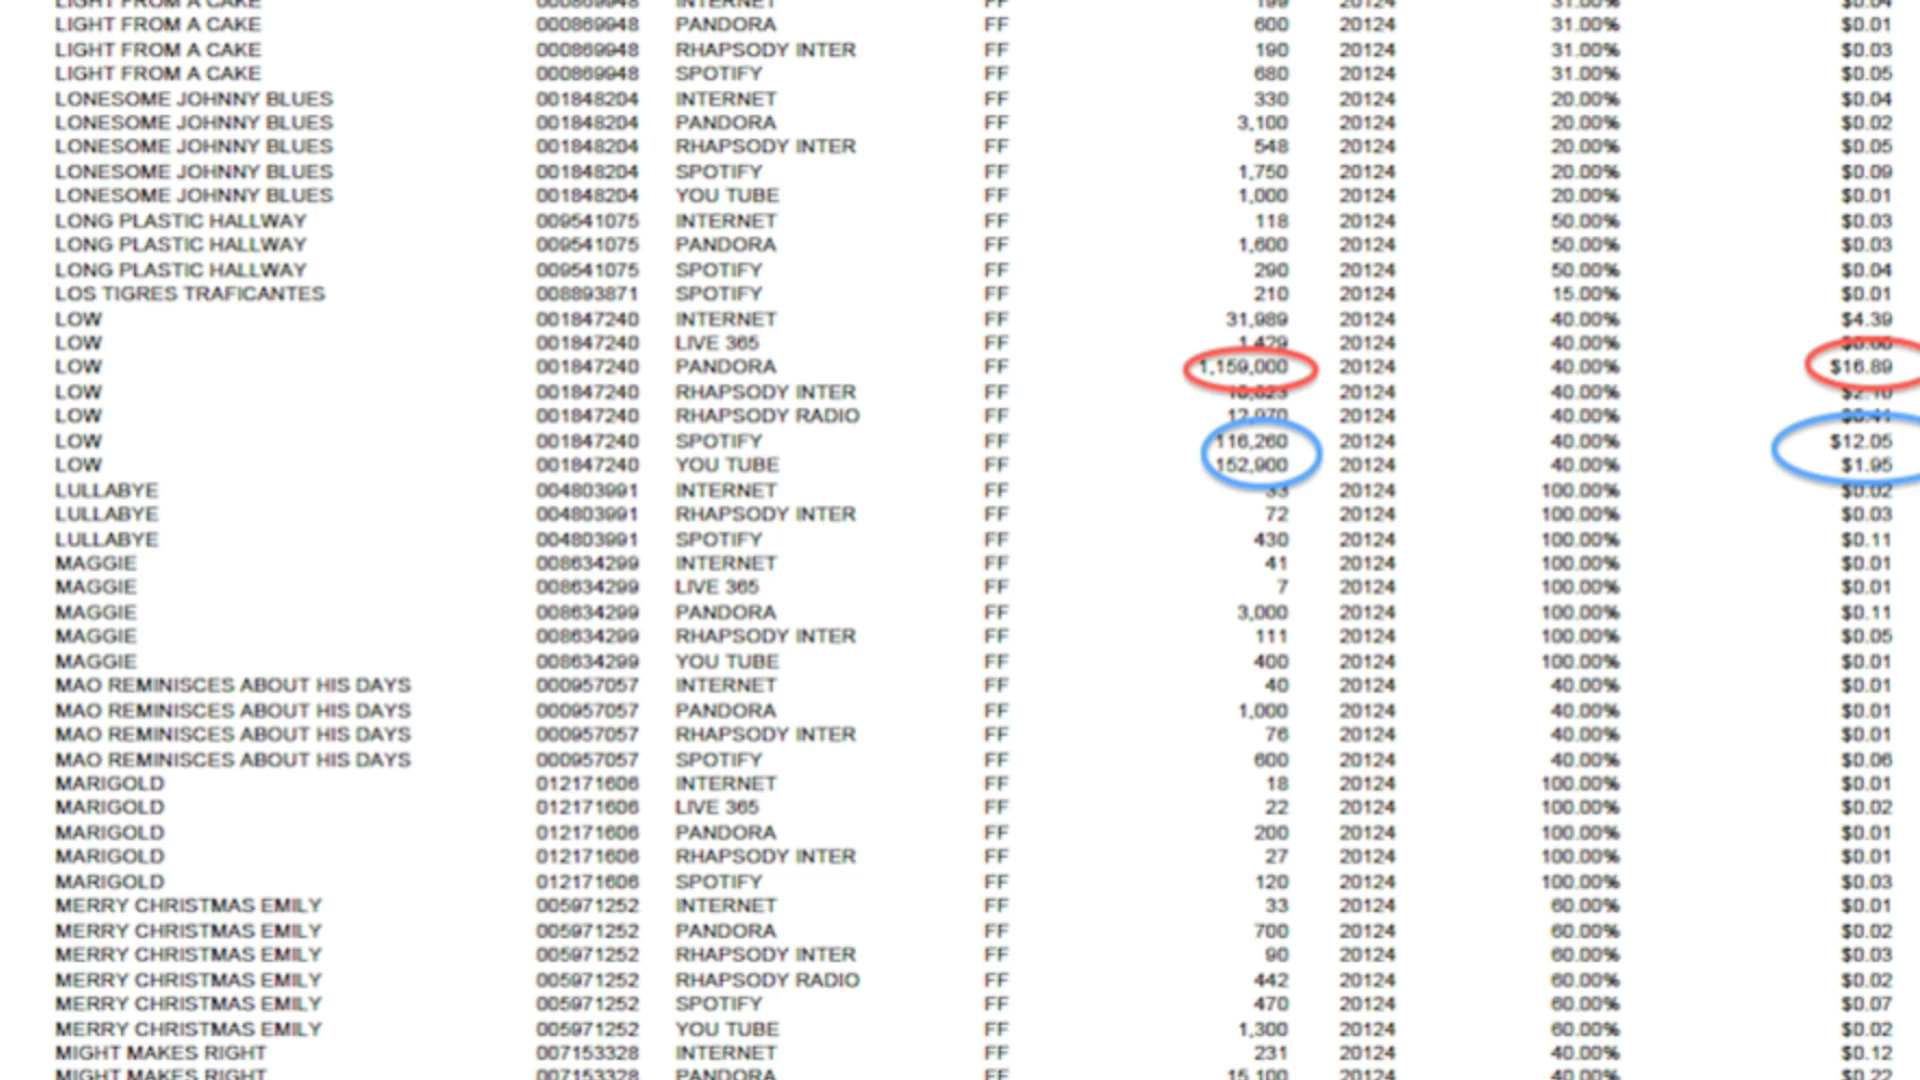 LIGHT FROM A CAKE 000869948 INTERNET FF 199 20124 31.00% $0.04
LIGHT FROM A CAKE 000869948 PANDORA FF 600 20124 31.00% $0.01
LIGHT FROM A CAKE 000869948 RHAPSODY INTER FF 190 20124 31.00% $0.03
LIGHT FROM A CAKE 000869948 SPOTIFY FF 680 20124 31.00% $0.05
LONESOME JOHNNY BLUES 001848204 INTERNET FF 330 20124 20.00% $0.04
LONESOME JOHNNY BLUES 001848204 PANDORA FF 3,100 20124 20.00% $0.02
LONESOME JOHNNY BLUES 001848204 RHAPSODY INTER FF 548 20124 20.00% $0.05
LONESOME JOHNNY BLUES 001848204 SPOTIFY FF 1,750 20124 20.00% $0.09
LONESOME JOHNNY BLUES 001848204 YOU TUBE FF 1,000 20124 20.00% $0.01
LONG PLASTIC HALLWAY 009541075 INTERNET FF 118 20124 50.00% $0.03
LONG PLASTIC HALLWAY 009541075 PANDORA FF 1,600 20124 50.00% $0.03
LONG PLASTIC HALLWAY 009541075 SPOTIFY FF 290 20124 50.00% $0.04
LOS TIGRES TRAFICANTES 008893871 SPOTIFY FF 210 20124 15.00% $0.01
LOW 001847240 INTERNET FF 31,989 20124 40.00% $4.39
LOW 001847240 LIVE 365 FF 1,429 20124 40.00%
LOW 001847240 PANDORA FF 1,159,000 20124 40.00% $16.89
LOW 001847240 RHAPSODY INTER FF 20124 40.00%
LOW 001847240 RHAPSODY RADIO FF 12,970 20124 40.00% $0.41
LOW 001847240 SPOTIFY FF 116,260 20124 40.00% $12.05
LOW 001847240 YOU TUBE FF 152,900 20124 40.00% $1.95
LULLABYE 004803991 INTERNET FF 33 20124 100.00% $0.02
LULLABYE 004803991 RHAPSODY INTER FF 72 20124 100.00% $0.03
LULLABYE 004803991 SPOTIFY FF 430 20124 100.00% $0.11
MAGGIE 008634299 INTERNET FF 41 20124 100.00% $0.01
MAGGIE 008634299 LIVE 365 FF 7 20124 100.00% $0.01
MAGGIE 008634299 PANDORA FF 3,000 20124 100.00% $0.11
MAGGIE 008634299 RHAPSODY INTER FF 111 20124 100.00% $0.05
MAGGIE 008634299 YOU TUBE FF 400 20124 100.00% $0.01
MAO REMINISCES ABOUT HIS DAYS 000957057 INTERNET FF 40 20124 40.00% $0.01
MAO REMINISCES ABOUT HIS DAYS 000957057 PANDORA FF 1,000 20124 40.00% $0.01
MAO REMINISCES ABOUT HIS DAYS 000957057 RHAPSODY INTER FF 76 20124 40.00% $0.01
MAO REMINISCES ABOUT HIS DAYS 000957057 SPOTIFY FF 600 20124 40.00% $0.06
MARIGOLD 012171606 INTERNET FF 18 20124 100.00% $0.01
MARIGOLD 012171606 LIVE 365 FF 22 20124 100.00% $0.02
MARIGOLD 012171606 PANDORA FF 200 20124 100.00% $0.01
MARIGOLD 012171606 RHAPSODY INTER FF 27 20124 100.00% $0.01
MARIGOLD 012171606 SPOTIFY FF 120 20124 100.00% $0.03
MERRY CHRISTMAS EMILY 005971252 INTERNET FF 33 20124 60.00% $0.01
MERRY CHRISTMAS EMILY 005971252 PANDORA FF 700 20124 60.00% $0.02
MERRY CHRISTMAS EMILY 005971252 RHAPSODY INTER FF 90 20124 60.00% $0.03
MERRY CHRISTMAS EMILY 005971252 RHAPSODY RADIO FF 442 20124 60.00% $0.02
MERRY CHRISTMAS EMILY 005971252 SPOTIFY FF 470 20124 60.00% $0.07
MERRY CHRISTMAS EMILY 005971252 YOU TUBE FF 1,300 20124 60.00% $0.02
MIGHT MAKES RIGHT 007153328 INTERNET FF 231 20124 40.00% $0.12
MIGHT MAKES RIGHT 007153328 PANDORA FF 15,100 20124 40.00% $0.22